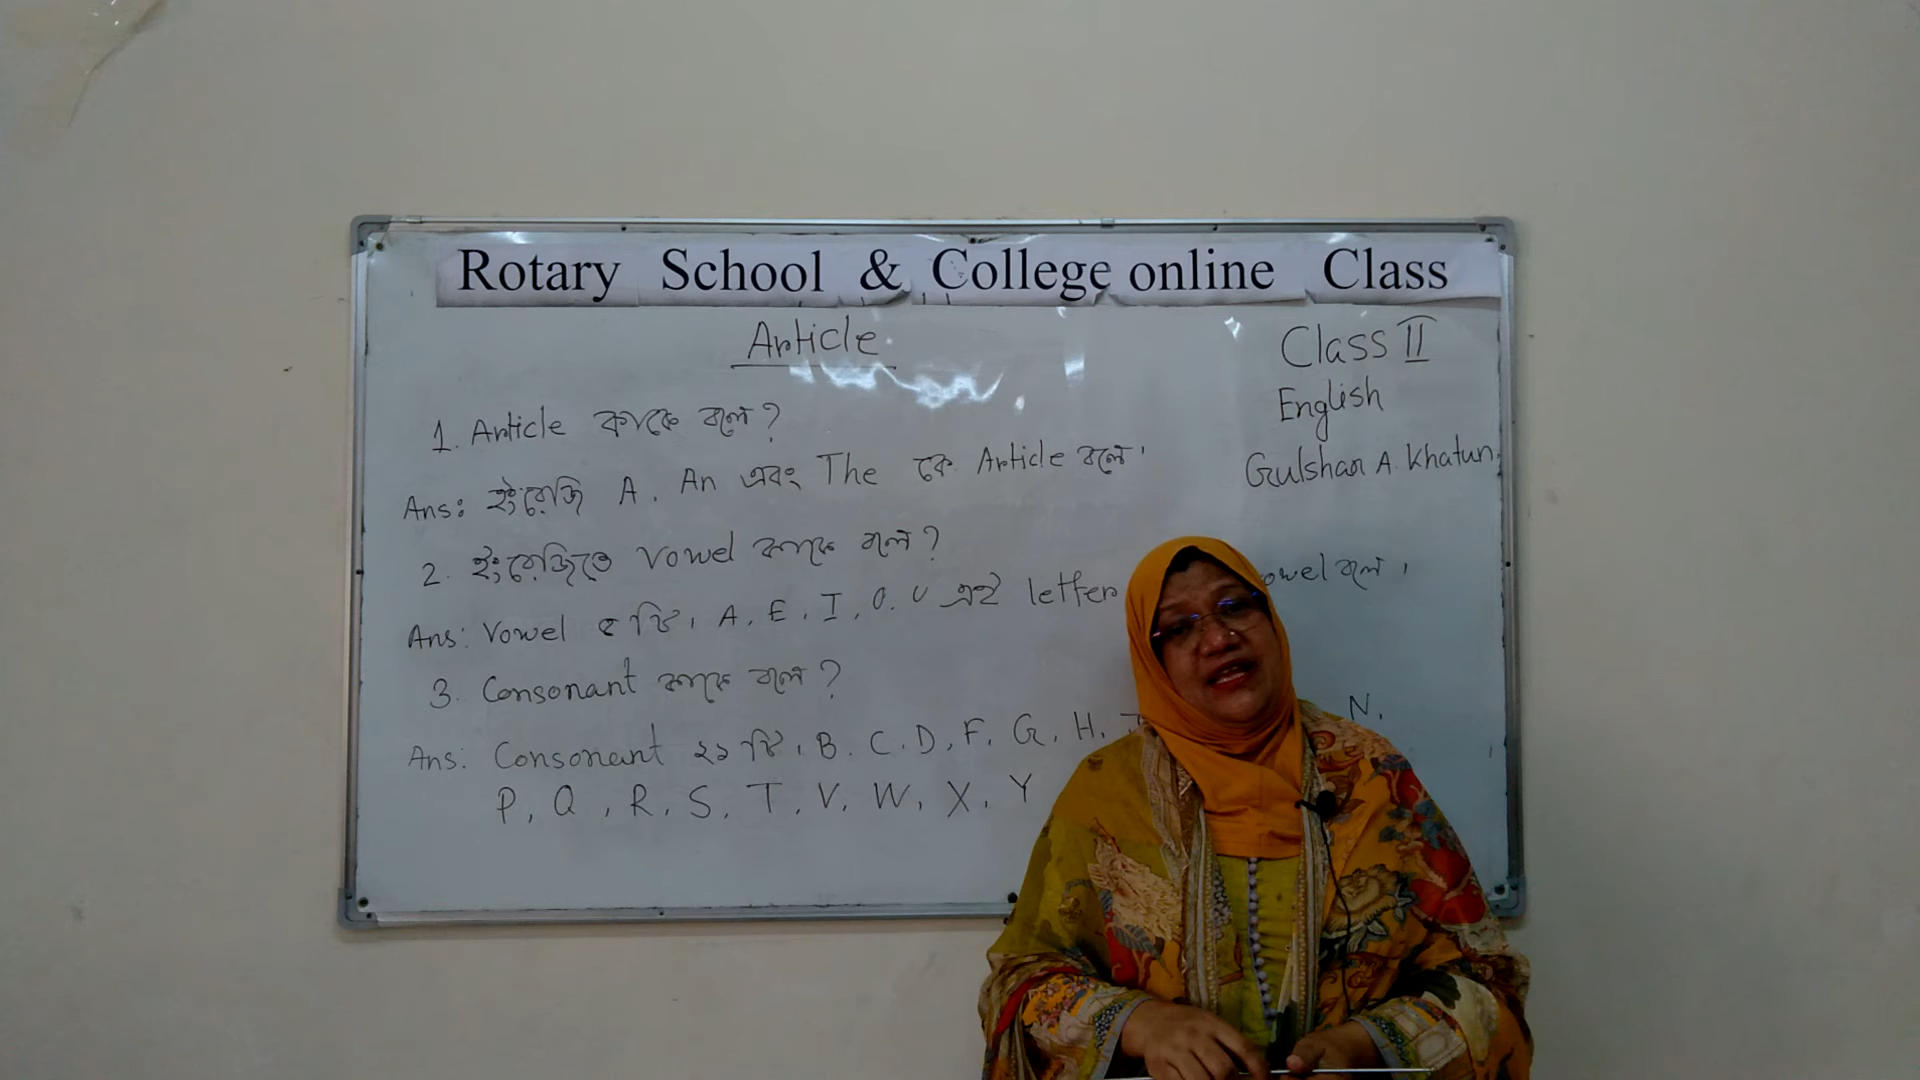 Rotary School & College online Class
Article
Class II
English
Gulshan A. Khatun.
1. Article কাকে বলে?
Ans: ইংরেজি A, An এবং The কে Article বলে।
2. ইংরেজিতে Vowel কাকে বলে?
Ans: Vowel ৫ টি। A, E, I, O, U এই letter owel বলে।
3. Consonant কাকে বলে?
Ans: Consonant ২১ টি। B, C, D, F, G, H, N,
P, Q, R, S, T, V, W, X, Y